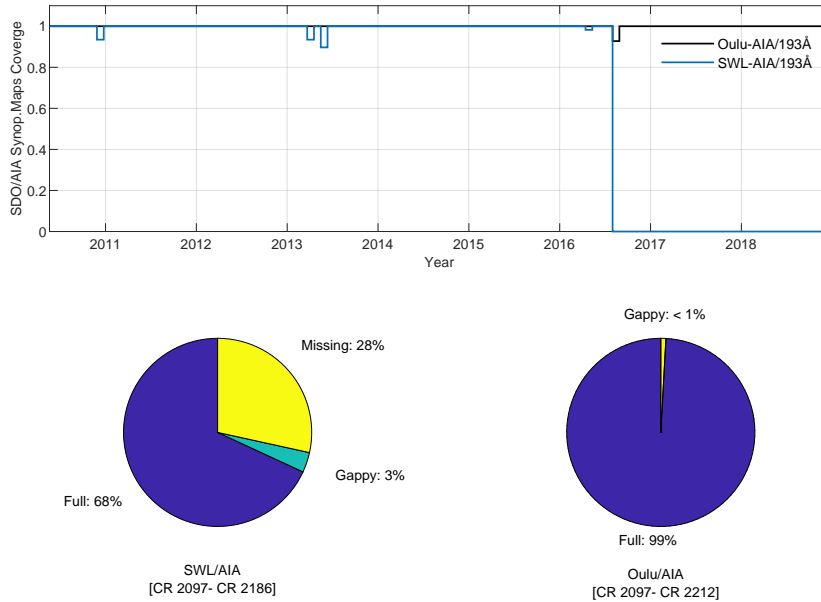 SDO/AIA Synop.Maps Coverge
1
0.8
0.6
0.4
0.2
0
Oulu-AIA/193Å
SWL-AIA/193Å
2011 2012 2013 2014 2015 2016 2017 2018
Year
Missing: 28%
Gappy: 3%
Full: 68%
SWL/AIA
[CR 2097- CR 2186]
Gappy: < 1%
Full: 99%
Oulu/AIA
[CR 2097- CR 2212]